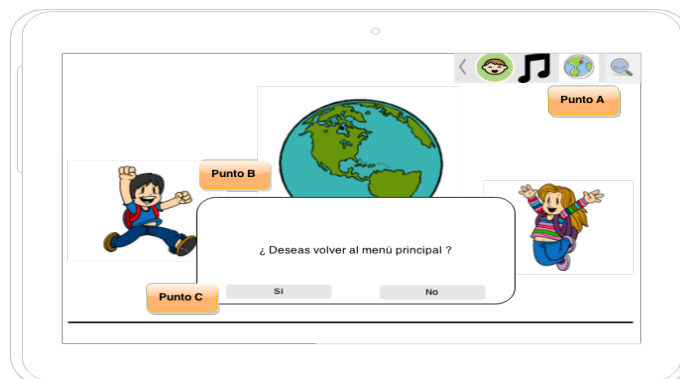 Punto A
Punto B
¿ Deseas volver al menú principal ?
Si
No
Punto C